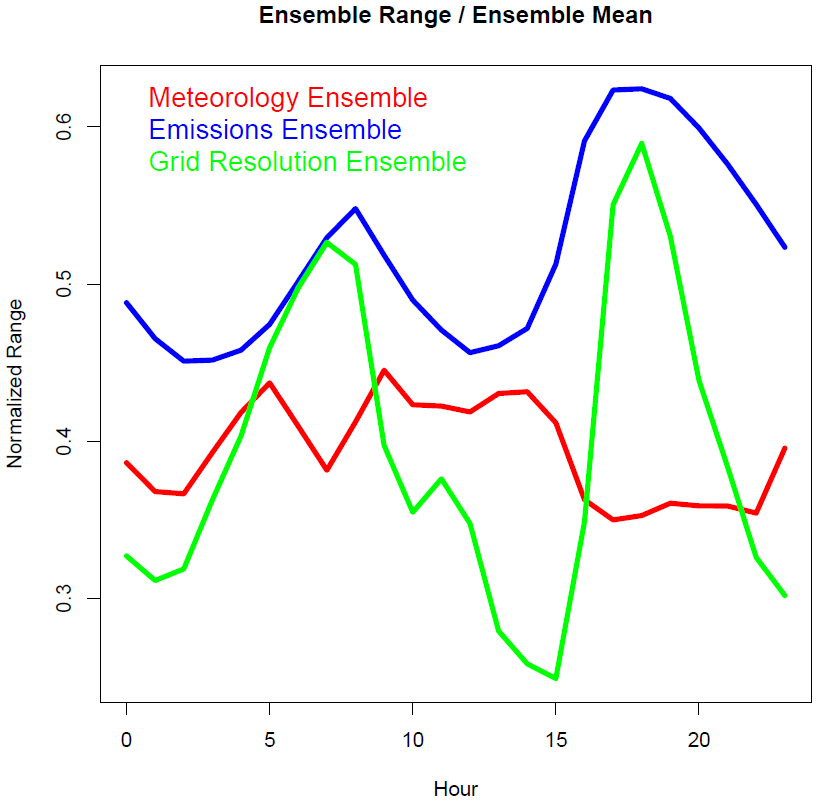 Ensemble Range / Ensemble Mean
Meteorology Ensemble
Emissions Ensemble
Grid Resolution Ensemble
Normalized Range
0.6
0.5
0.4
0.3
0 5 10 15 20
Hour